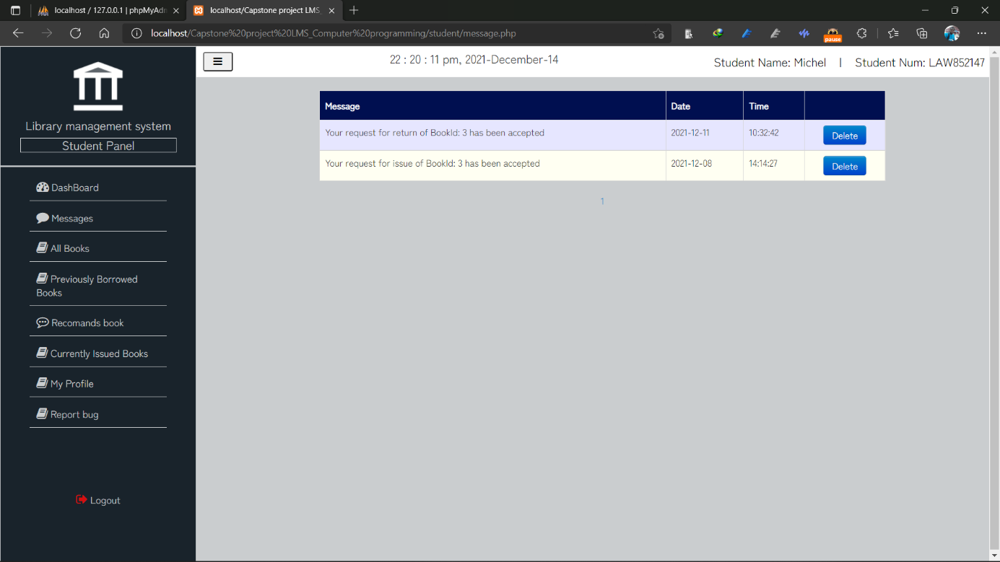 localhost / 127.0.0.1 | phpMyAdm
localhost/Capstone project LMS_
localhost/Capstone%20project%20LMS_Computer%20programming/student/message.php
pause
Library management system
Student Panel
DashBoard
Messages
All Books
Previously Borrowed
Books
Recomands book
Currently Issued Books
My Profile
Report bug
Logout
22 : 20 : 11 pm, 2021-December-14
Student Name: Michel | Student Num: LAW852147
Message Date Time
Your request for return of BookId: 3 has been accepted 2021-12-11 10:32:42 Delete
Your request for issue of BookId: 3 has been accepted 2021-12-08 14:14:27 Delete
1